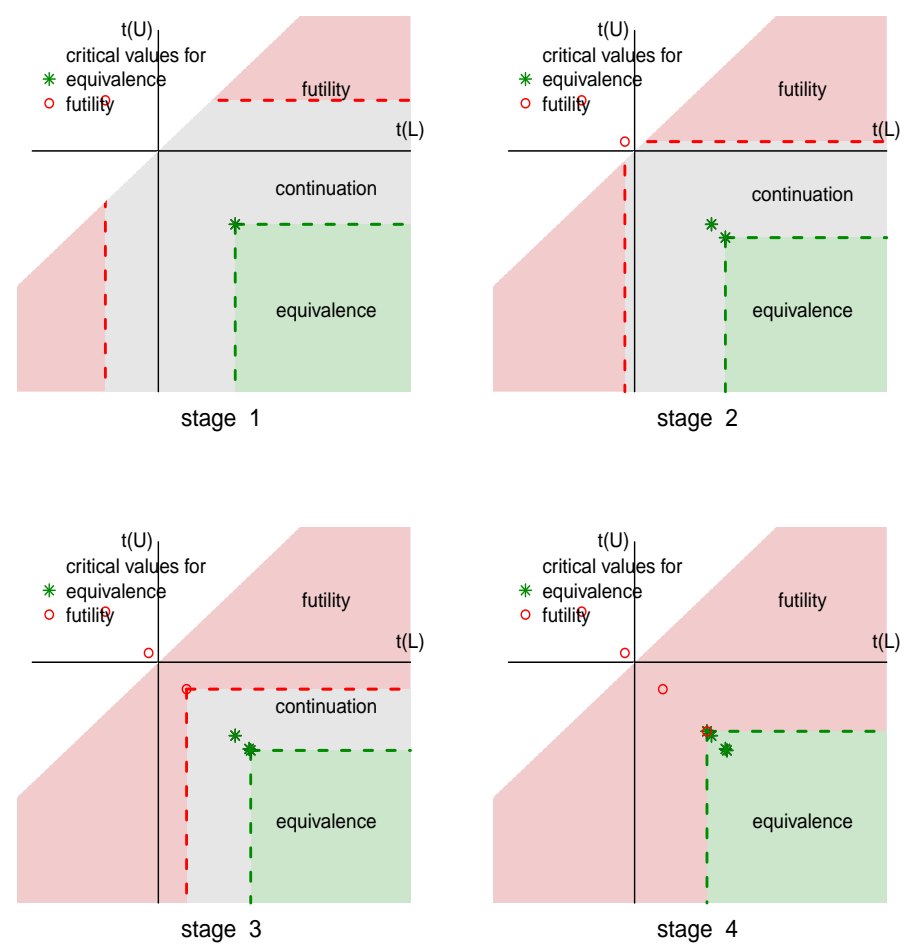 t(U)
critical values for
equivalence
futility
futility
t(L)
continuation
equivalence
stage 1
t(U)
critical values for
equivalence
futility
futility
t(L)
continuation
equivalence
stage 2
t(U)
critical values for
equivalence
futility
futility
t(L)
continuation
equivalence
stage 3
t(U)
critical values for
equivalence
futility
futility
t(L)
equivalence
stage 4